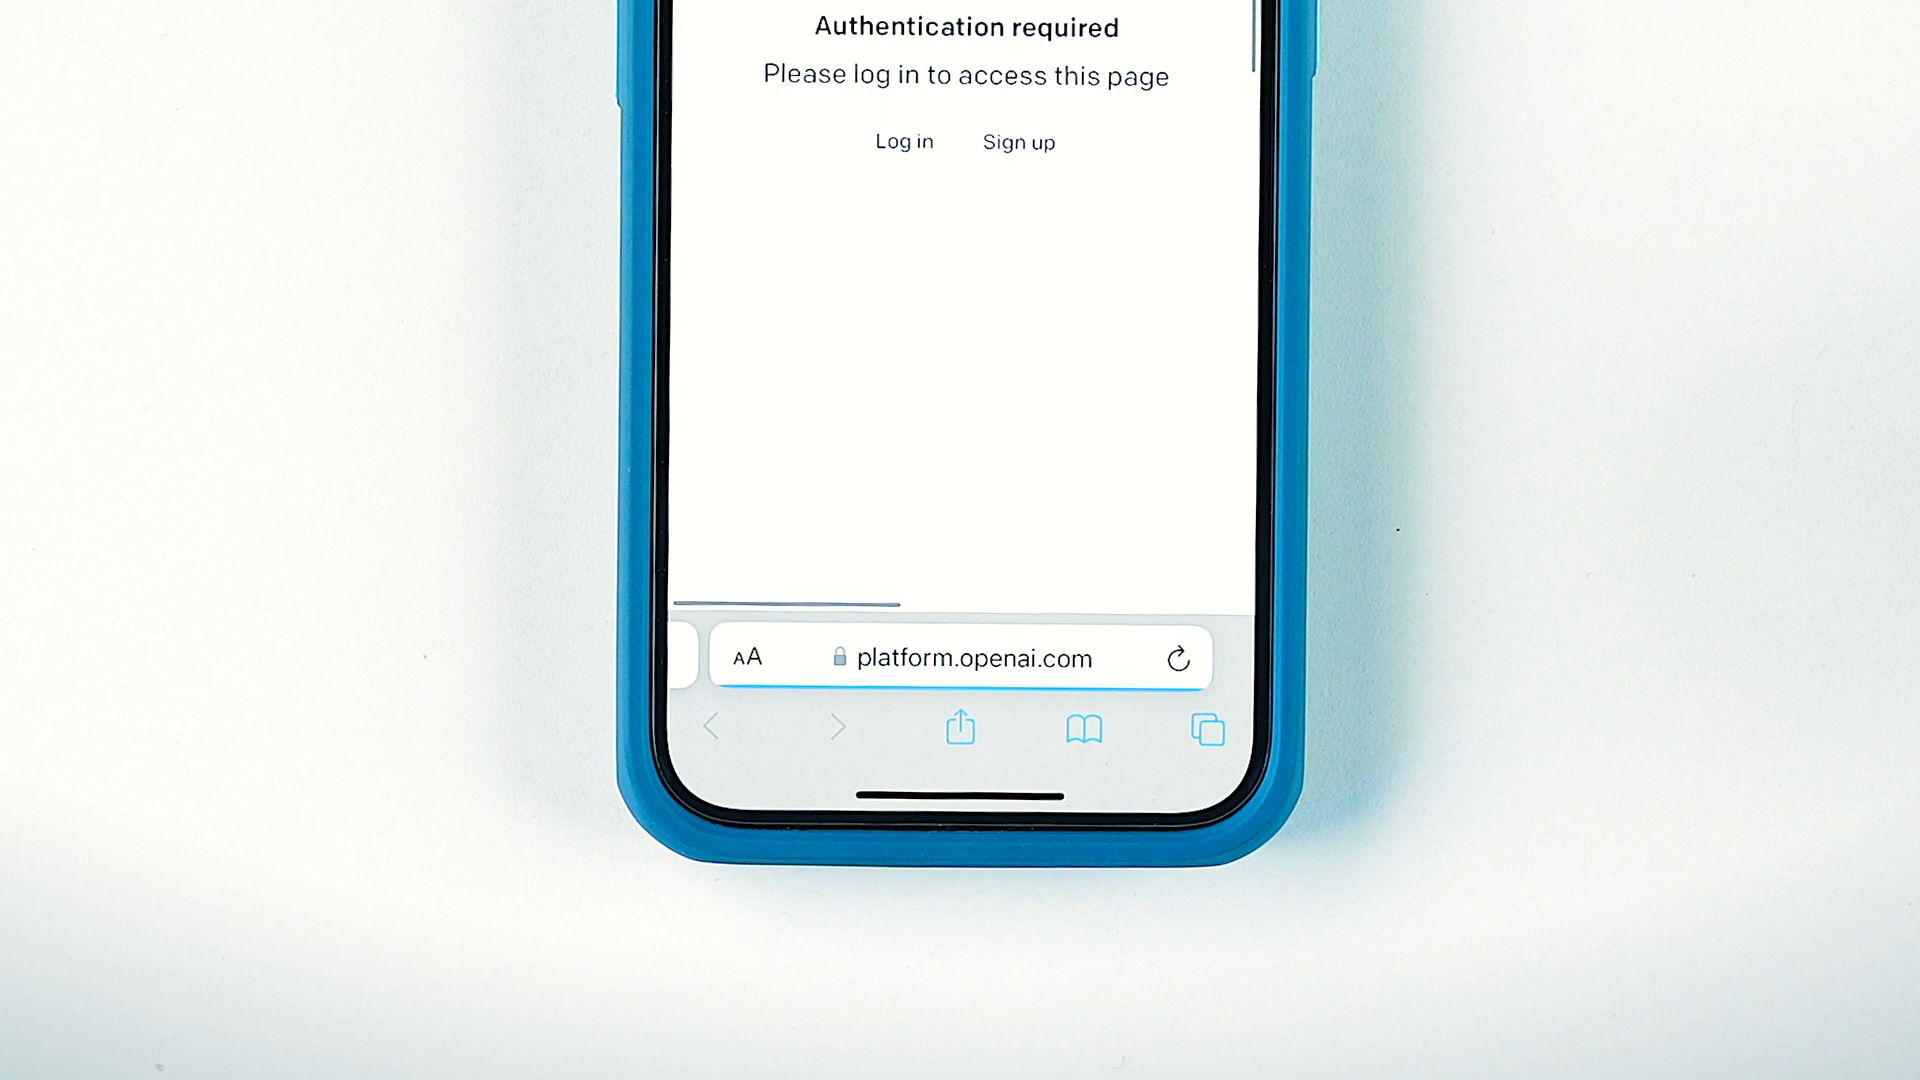 Authentication required
Please log in to access this page
Log in Sign up
AA platform.openai.com